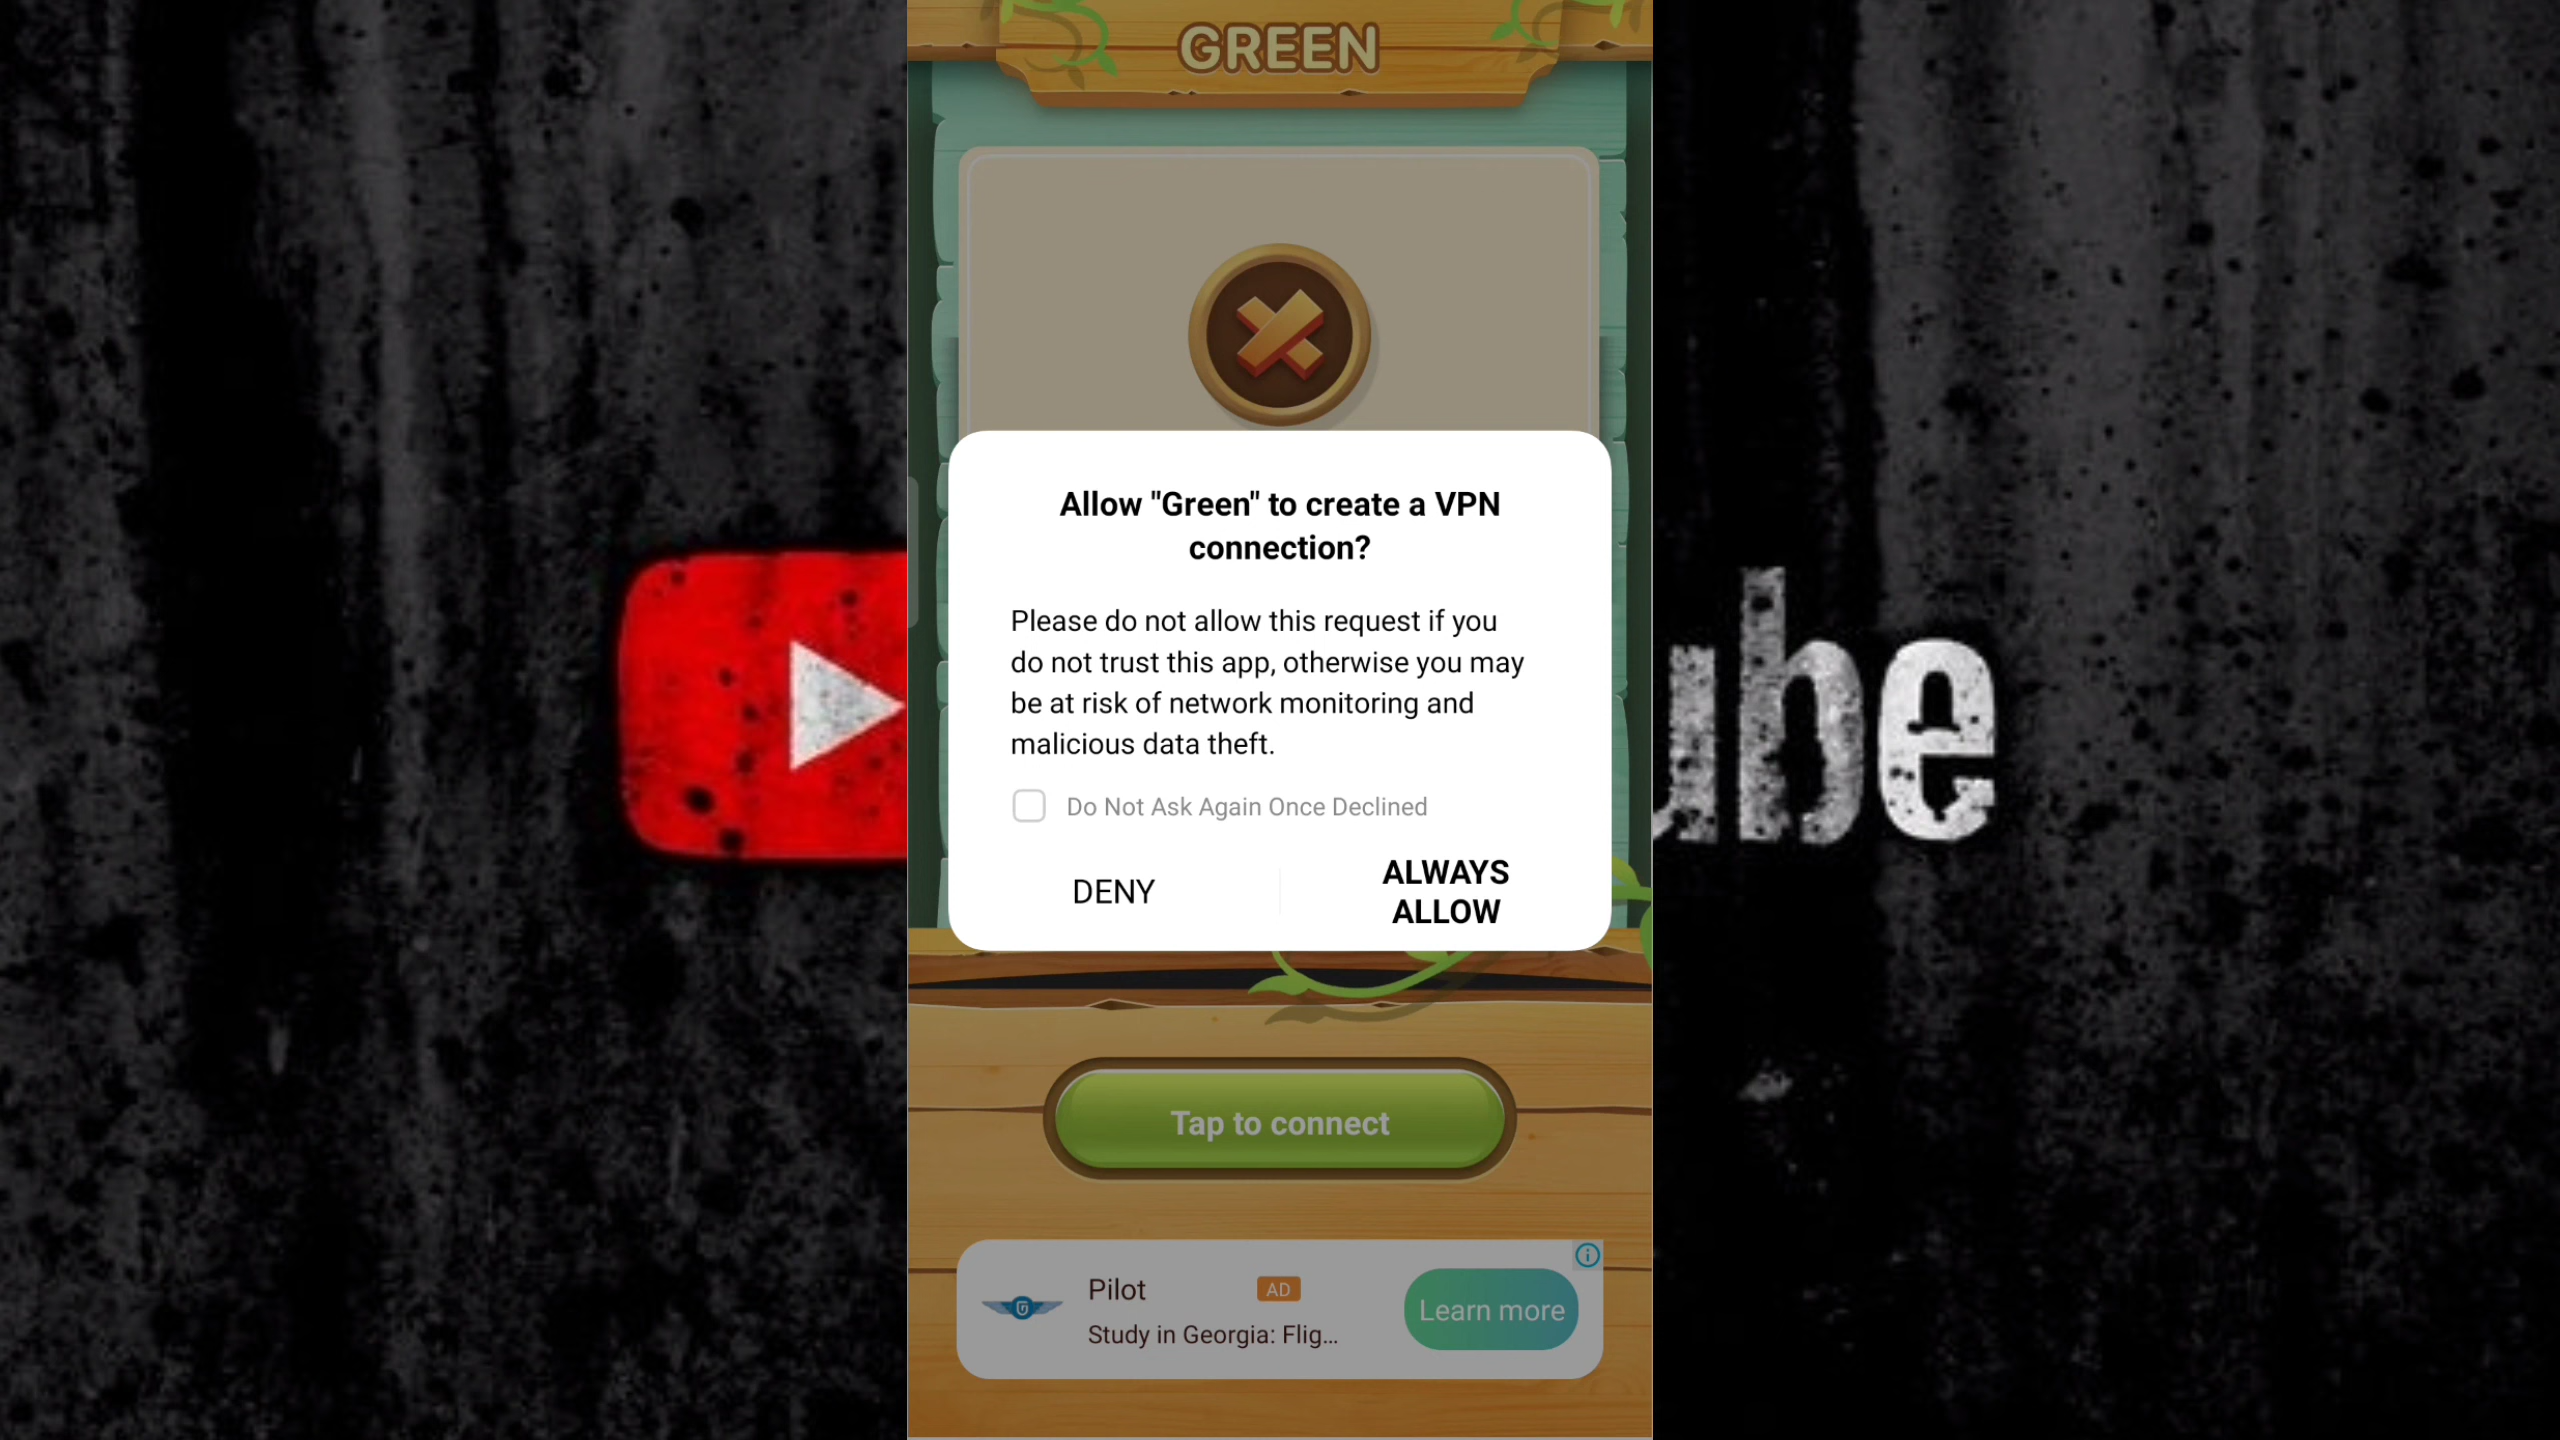 GREEN
Allow "Green" to create a VPN
connection?
Please do not allow this request if you
do not trust this app, otherwise you may
be at risk of network monitoring and
malicious data theft.
Do Not Ask Again Once Declined
DENY
ALWAYS
ALLOW
ube
Tap to connect
Pilot
AD
Study in Georgia: Flig...
Learn more